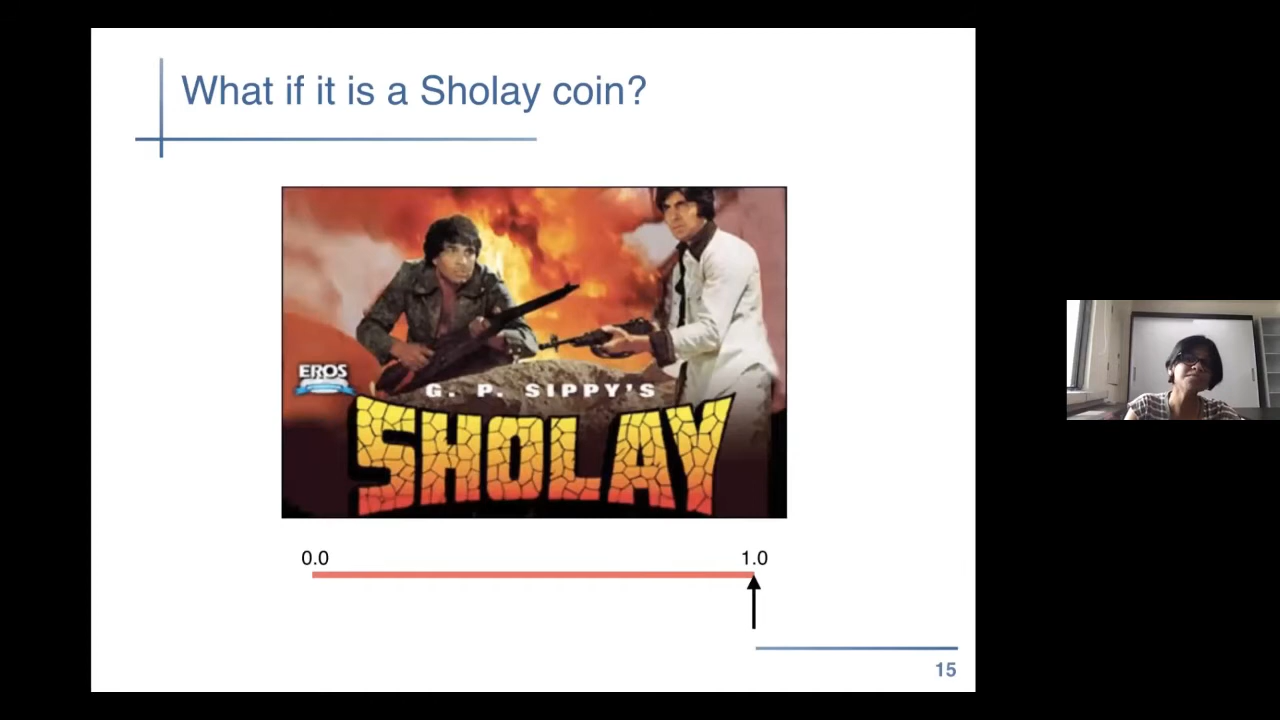 What if it is a Sholay coin?
EROS
G. P. SIPPY'S
SHOLAY
0.0 1.0
15